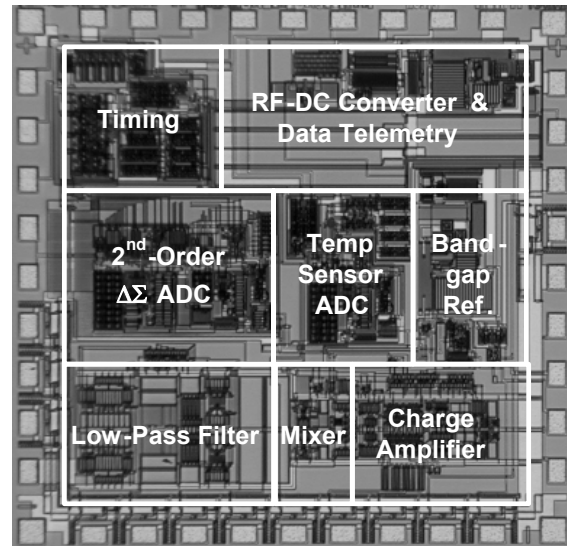 Timing
RF-DC Converter &
Data Telemetry
2nd-Order
ΔΣ ADC
Temp
Sensor
ADC
Band-
gap
Ref.
Low-Pass Filter
Mixer
Charge
Amplifier